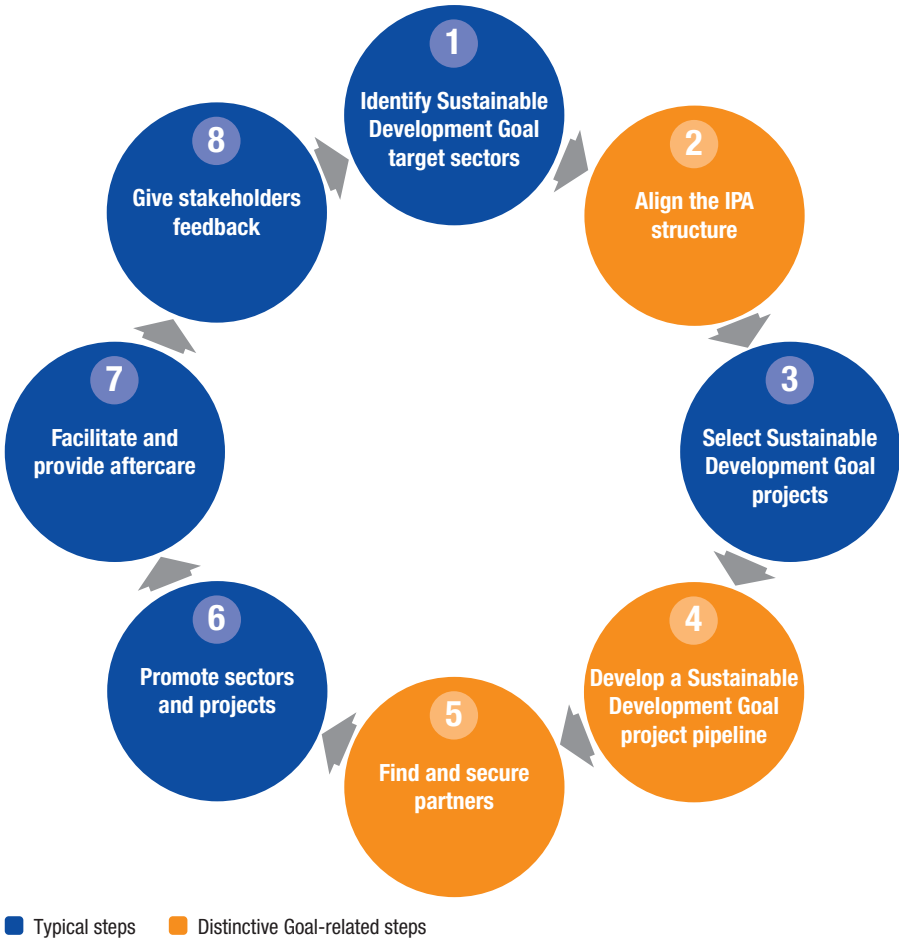 1
Identify Sustainable
Development Goal
target sectors
2
Align the IPA
structure
3
Select Sustainable
Development Goal
projects
4
Develop a Sustainable
Development Goal
project pipeline
5
Find and secure
partners
6
Promote sectors
and projects
7
Facilitate and
provide aftercare
8
Give stakeholders
feedback
Typical steps
Distinctive Goal-related steps